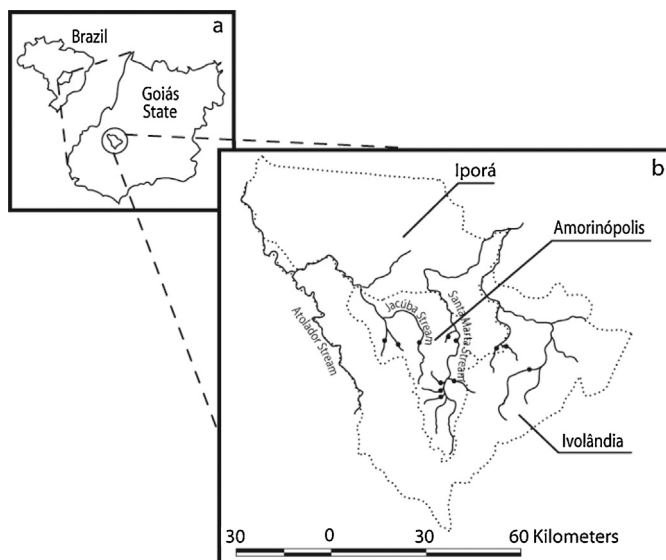 a
Brazil
Goiás
State
b
Iporá
Amorinópolis
Jacúba Stream
Santa Marta Stream
Atolador Stream
Ivolândia
30 0 30 60 Kilometers